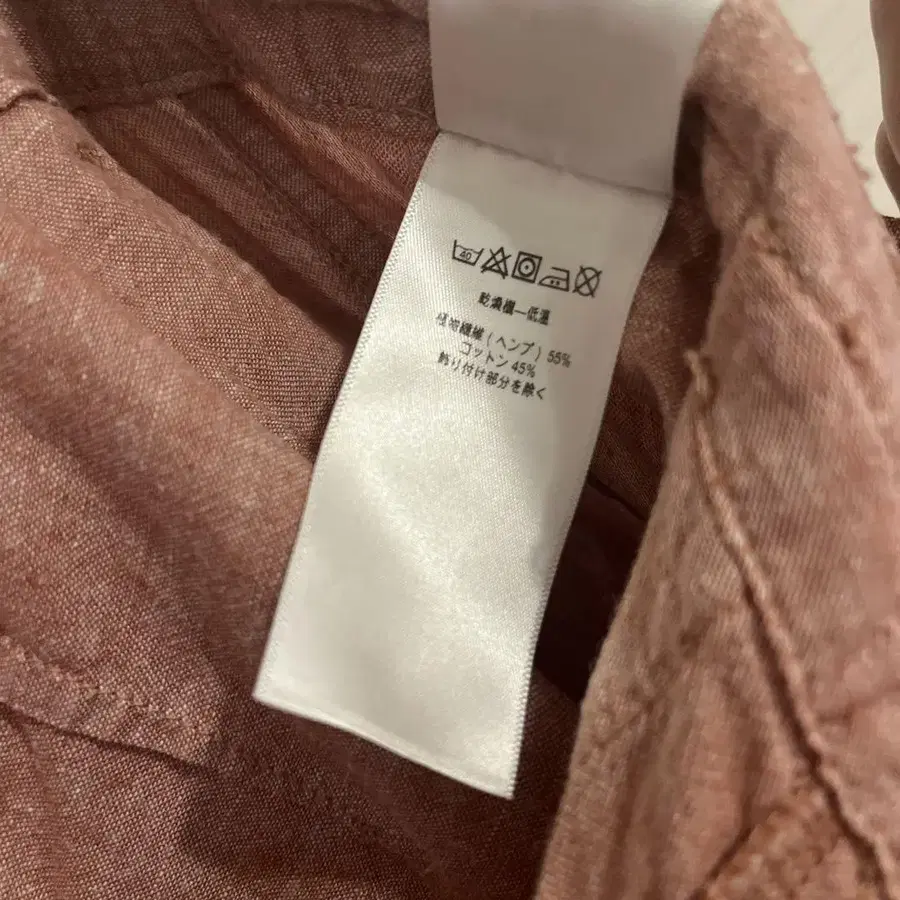 40
乾燥機—低温
植物繊維 (ヘンプ) 55%
コットン 45%
飾り付け部分を除く